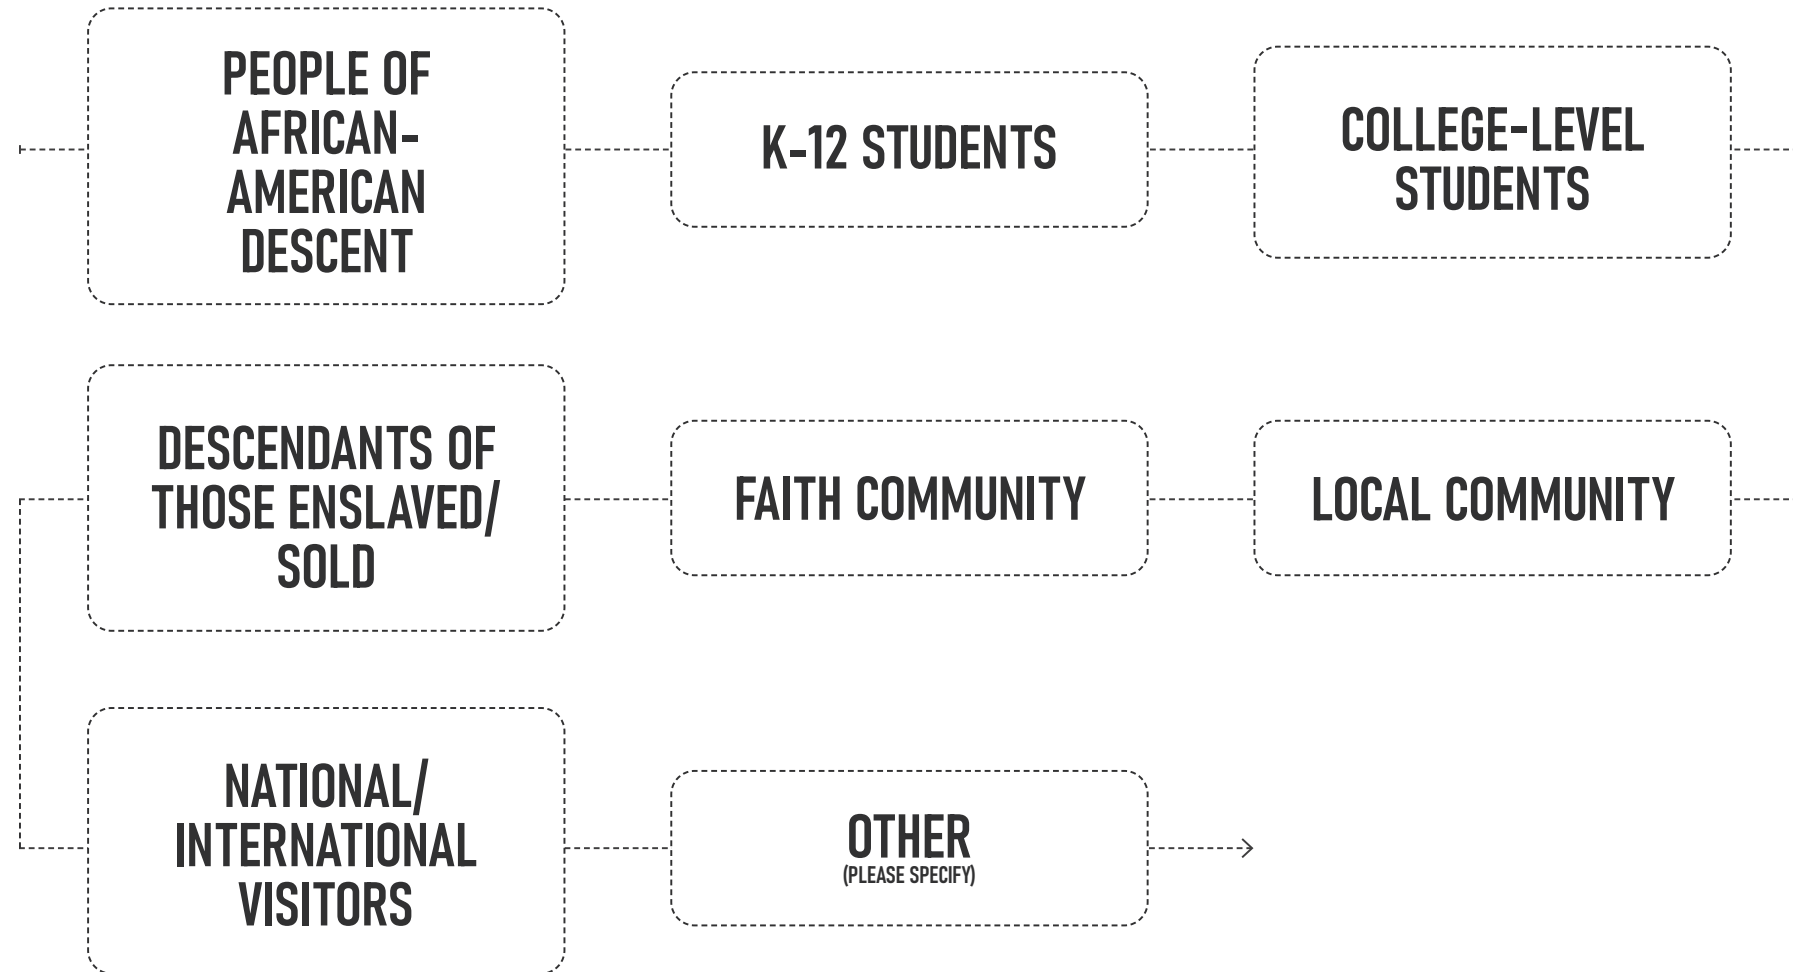 PEOPLE OF
AFRICAN-
AMERICAN
DESCENT
K-12 STUDENTS
COLLEGE-LEVEL
STUDENTS
DESCENDANTS OF
THOSE ENSLAVED/
SOLD
FAITH COMMUNITY
LOCAL COMMUNITY
NATIONAL/
INTERNATIONAL
VISITORS
OTHER
(PLEASE SPECIFY)